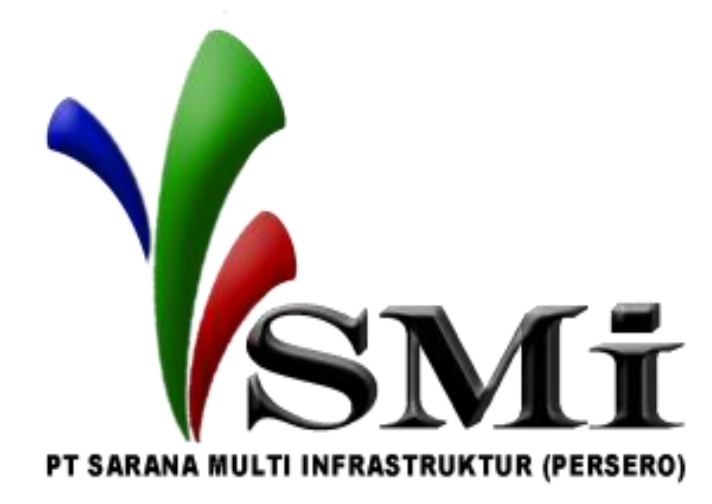 SMi
PT SARANA MULTI INFRASTRUKTUR (PERSERO)